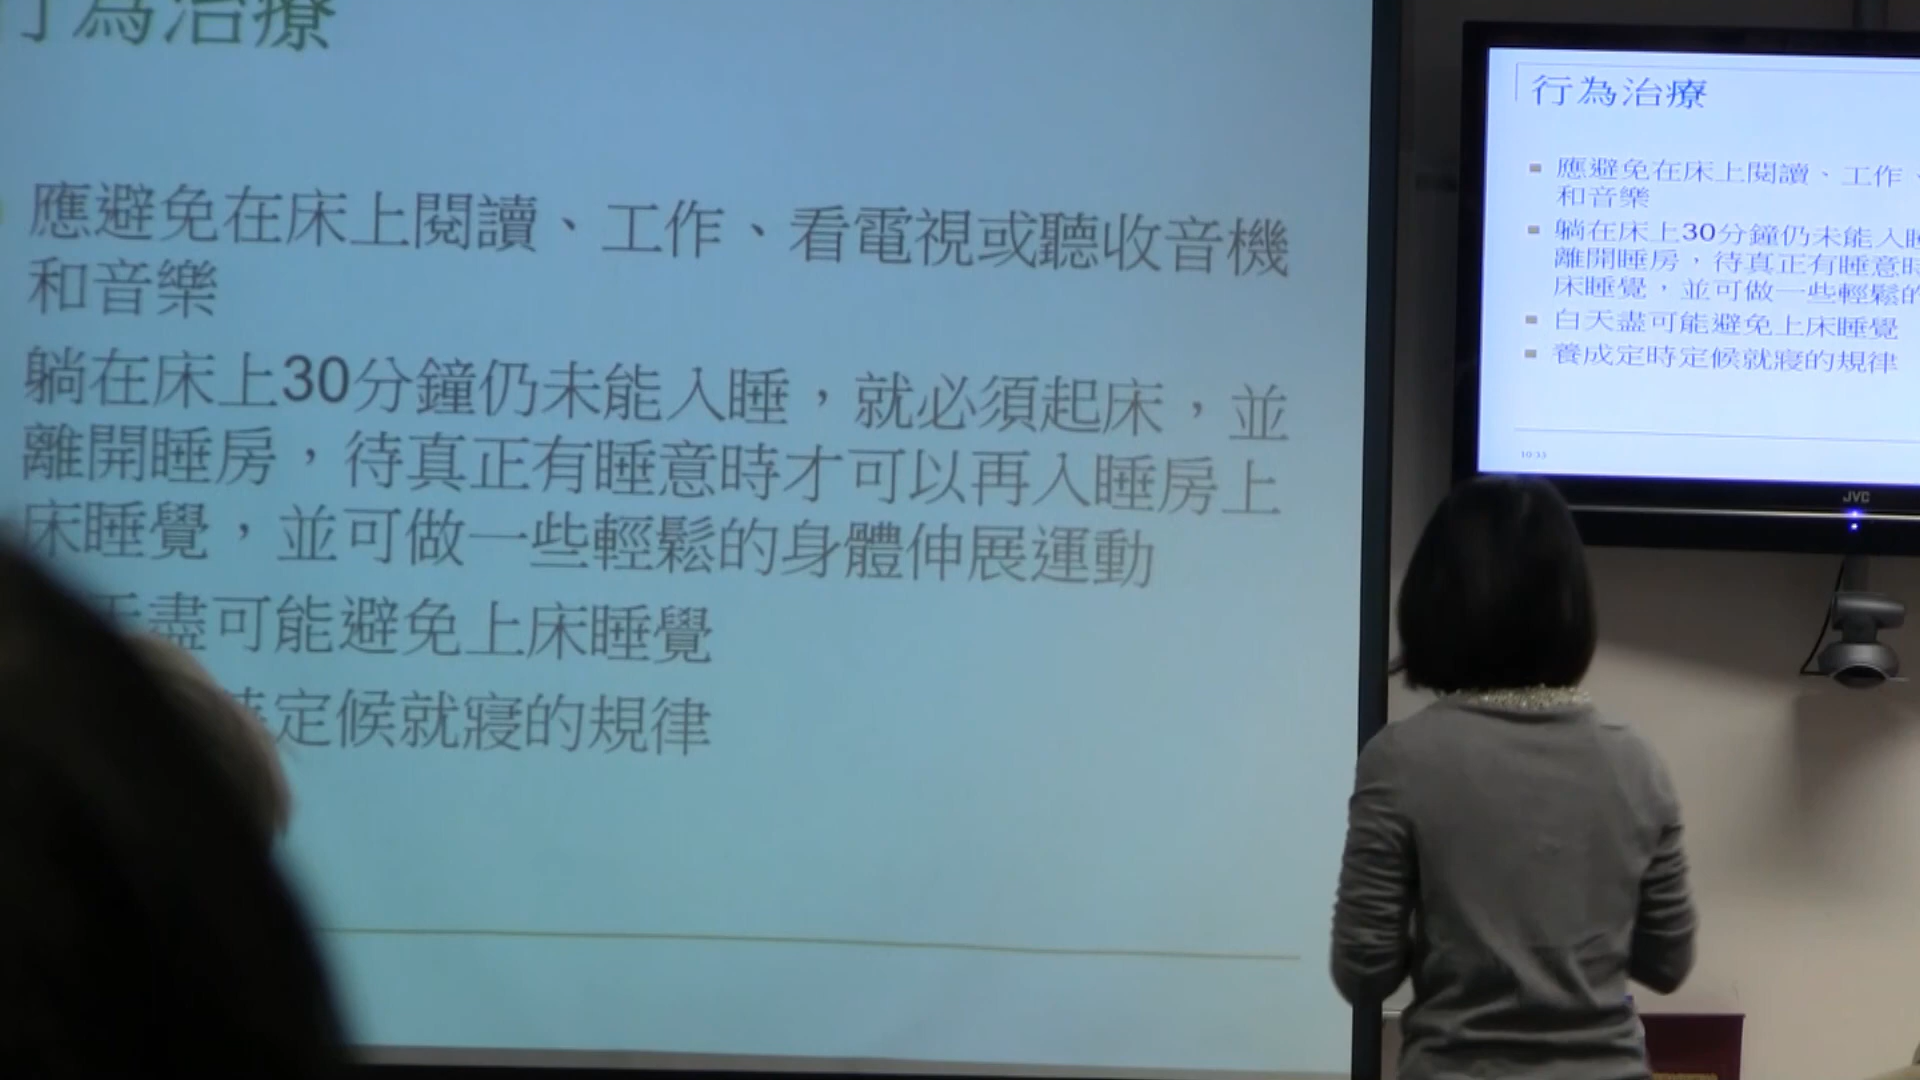 行為治療
應避免在床上閱讀、工作、看電視或聽收音機
和音樂
躺在床上30分鐘仍未能入睡，就必須起床，並
離開睡房，待真正有睡意時才可以再入睡房上
床睡覺，並可做一些輕鬆的身體伸展運動
天盡可能避免上床睡覺
定候就寢的規律
行為治療
應避免在床上閱讀、工作、
和音樂
躺在床上30分鐘仍未能入睡
離開睡房，待真正有睡意時
床睡覺，並可做一些輕鬆的
白天盡可能避免上床睡覺
養成定時定候就寢的規律
10:33
JVC